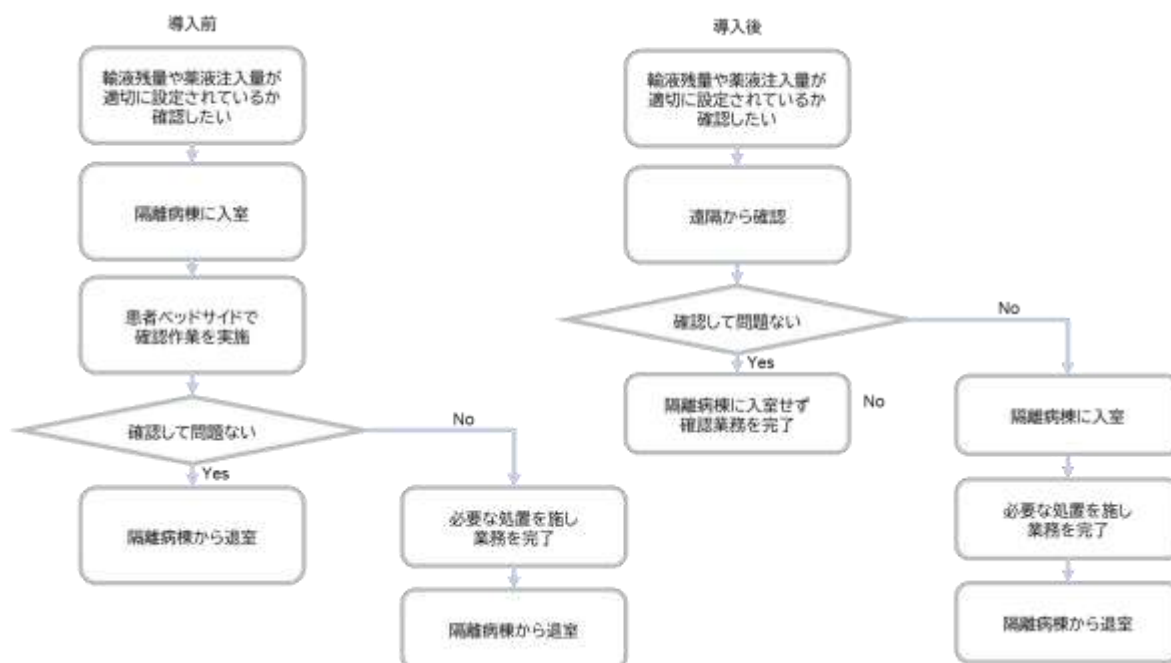 導入前
輸液残量や薬液注入量が
適切に設定されているか
確認したい
隔離病棟に入室
患者ベッドサイドで
確認作業を実施
確認して問題ない
No
Yes
隔離病棟から退室
必要な処置を施し
業務を完了
隔離病棟から退室
導入後
輸液残量や薬液注入量が
適切に設定されているか
確認したい
遠隔から確認
確認して問題ない
No
Yes
隔離病棟に入室せず
確認業務を完了
No
隔離病棟に入室
必要な処置を施し
業務を完了
隔離病棟から退室